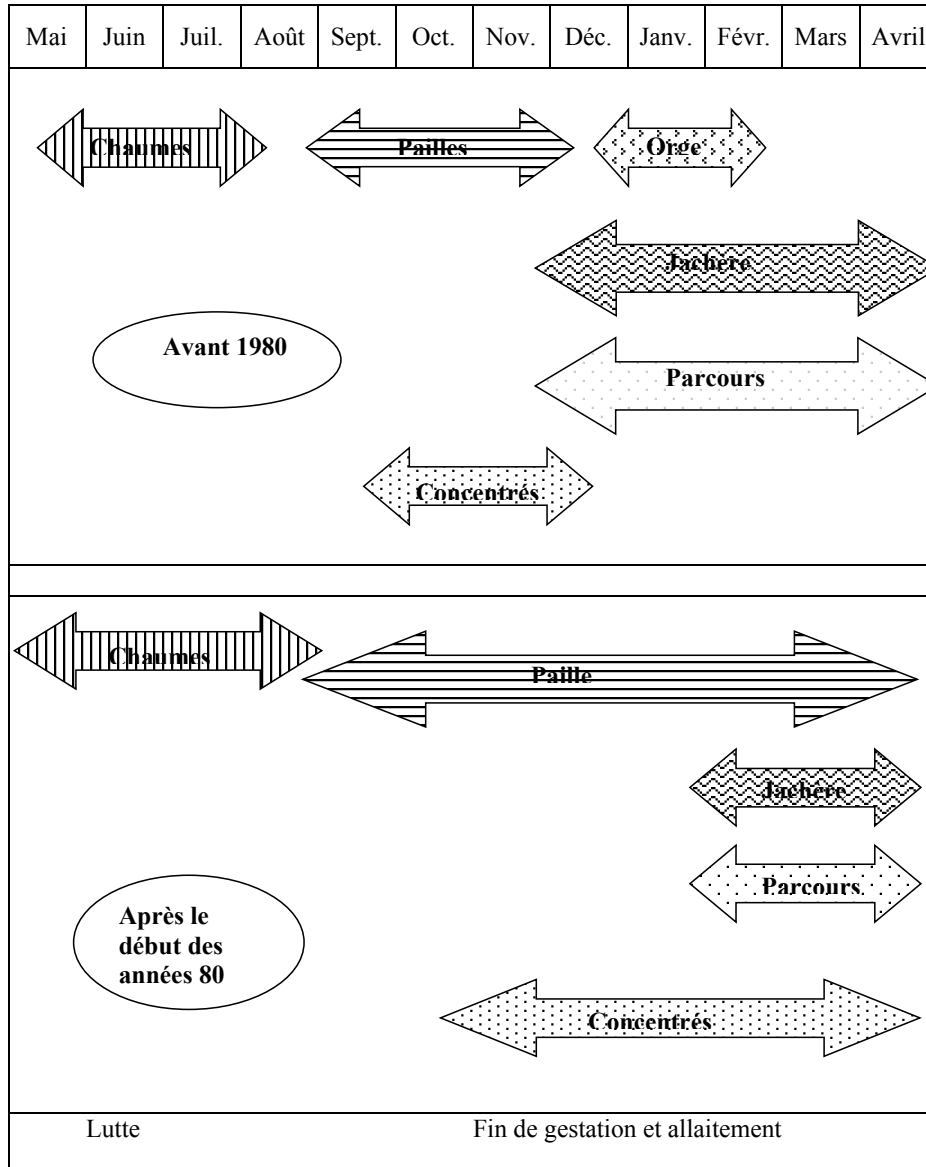 Mai Juin Juil. Août Sept. Oct. Nov. Déc. Janv. Févr. Mars Avril
Chaumes Pailles Orge
Jachère
Avant 1980
Parcours
Concentrés
Chaumes
Paille
Jachère
Parcours
Après le
début des
années 80
Concentrés
Lutte Fin de gestation et allaitement